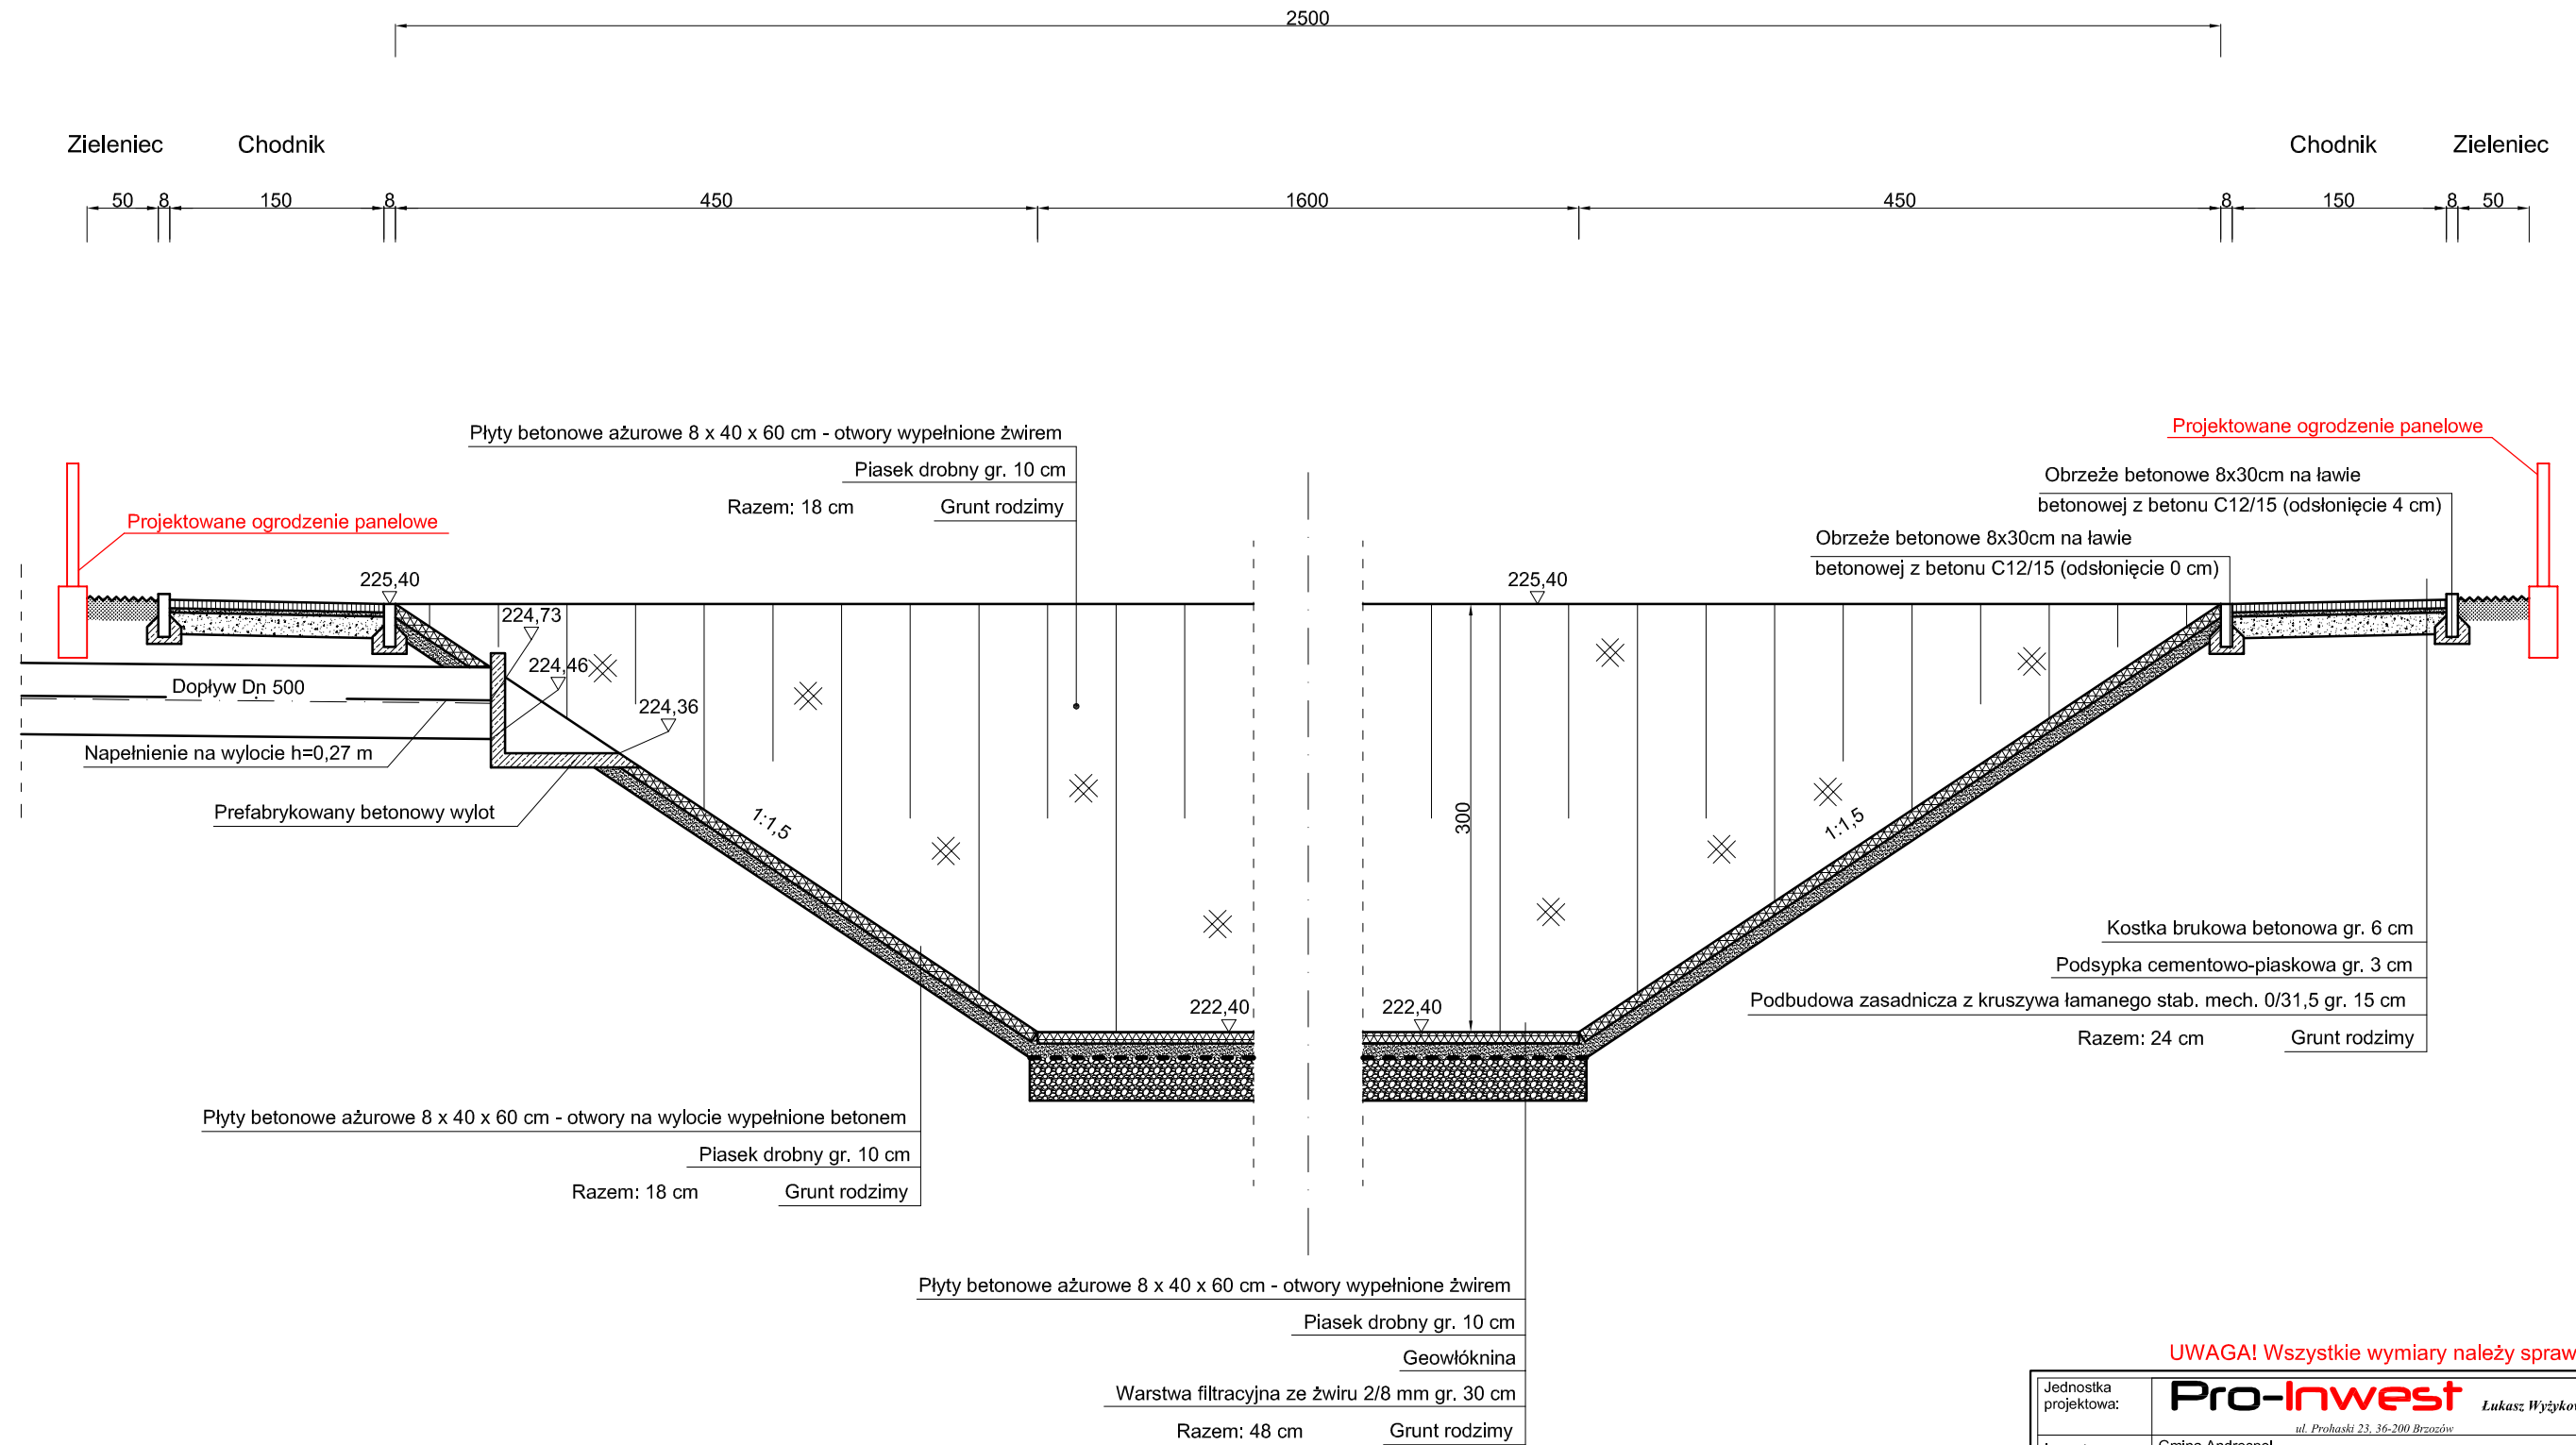 2500
Zieleniec Chodnik Chodnik Zieleniec
50 8 150 8 450 1600 450 8 150 8 50
Płyty betonowe ażurowe 8 x 40 x 60 cm - otwory wypełnione żwirem
Piasek drobny gr. 10 cm
Razem: 18 cm Grunt rodzimy
Projektowane ogrodzenie panelowe
Projektowane ogrodzenie panelowe
Obrzeże betonowe 8x30cm na ławie
betonowej z betonu C12/15 (odsłonięcie 4 cm)
Obrzeże betonowe 8x30cm na ławie
betonowej z betonu C12/15 (odsłonięcie 0 cm)
225,40
225,40
224,73
224,46
224,36
Dopływ Dn 500
Napełnienie na wylocie h=0,27 m
Prefabrykowany betonowy wylot
1:1,5
300
1:1,5
222,40
222,40
Kostka brukowa betonowa gr. 6 cm
Podsypka cementowo-piaskowa gr. 3 cm
Podbudowa zasadnicza z kruszywa łamanego stab. mech. 0/31,5 gr. 15 cm
Razem: 24 cm Grunt rodzimy
Płyty betonowe ażurowe 8 x 40 x 60 cm - otwory na wylocie wypełnione betonem
Piasek drobny gr. 10 cm
Razem: 18 cm Grunt rodzimy
Płyty betonowe ażurowe 8 x 40 x 60 cm - otwory wypełnione żwirem
Piasek drobny gr. 10 cm
Geowłóknina
Warstwa filtracyjna ze żwiru 2/8 mm gr. 30 cm
Razem: 48 cm Grunt rodzimy
UWAGA! Wszystkie wymiary należy spraw
Jednostka
projektowa:
Pro-Inwest
Łukasz
ul. Prohaski 23, 36-200 Brzozów